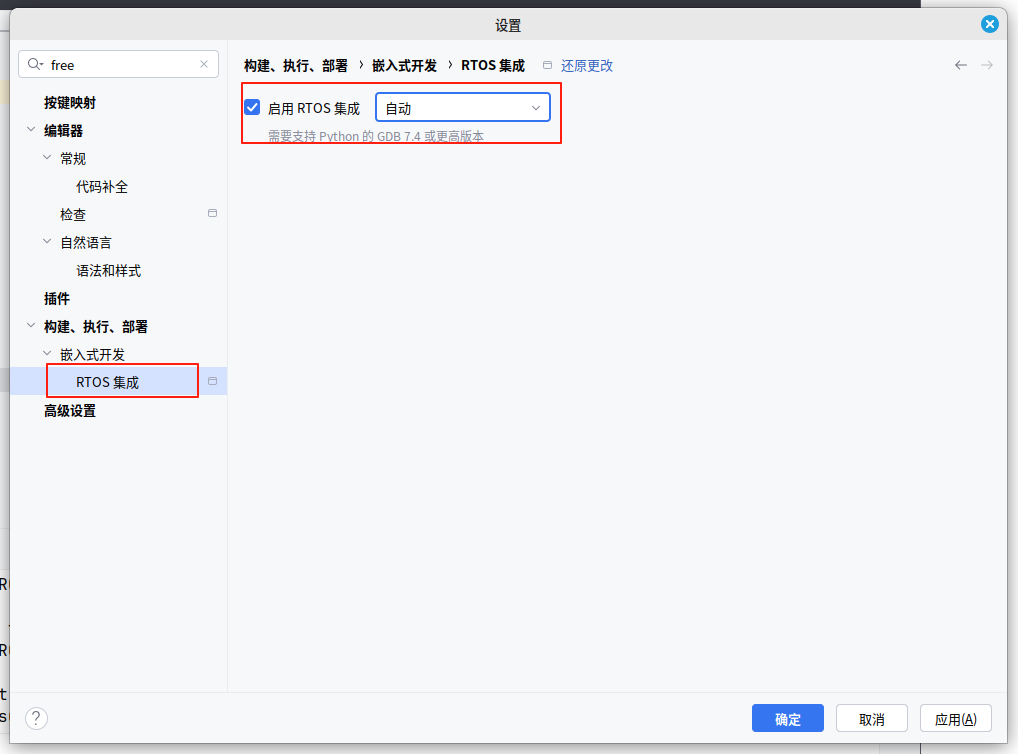 设置
free
按键映射
编辑器
常规
代码补全
检查
自然语言
语法和样式
插件
构建、执行、部署
嵌入式开发
RTOS 集成
高级设置
构建、执行、部署 › 嵌入式开发 › RTOS 集成 还原更改
启用 RTOS 集成 自动
需要支持 Python 的 GDB 7.4 或更高版本
? 确定 取消 应用(A)